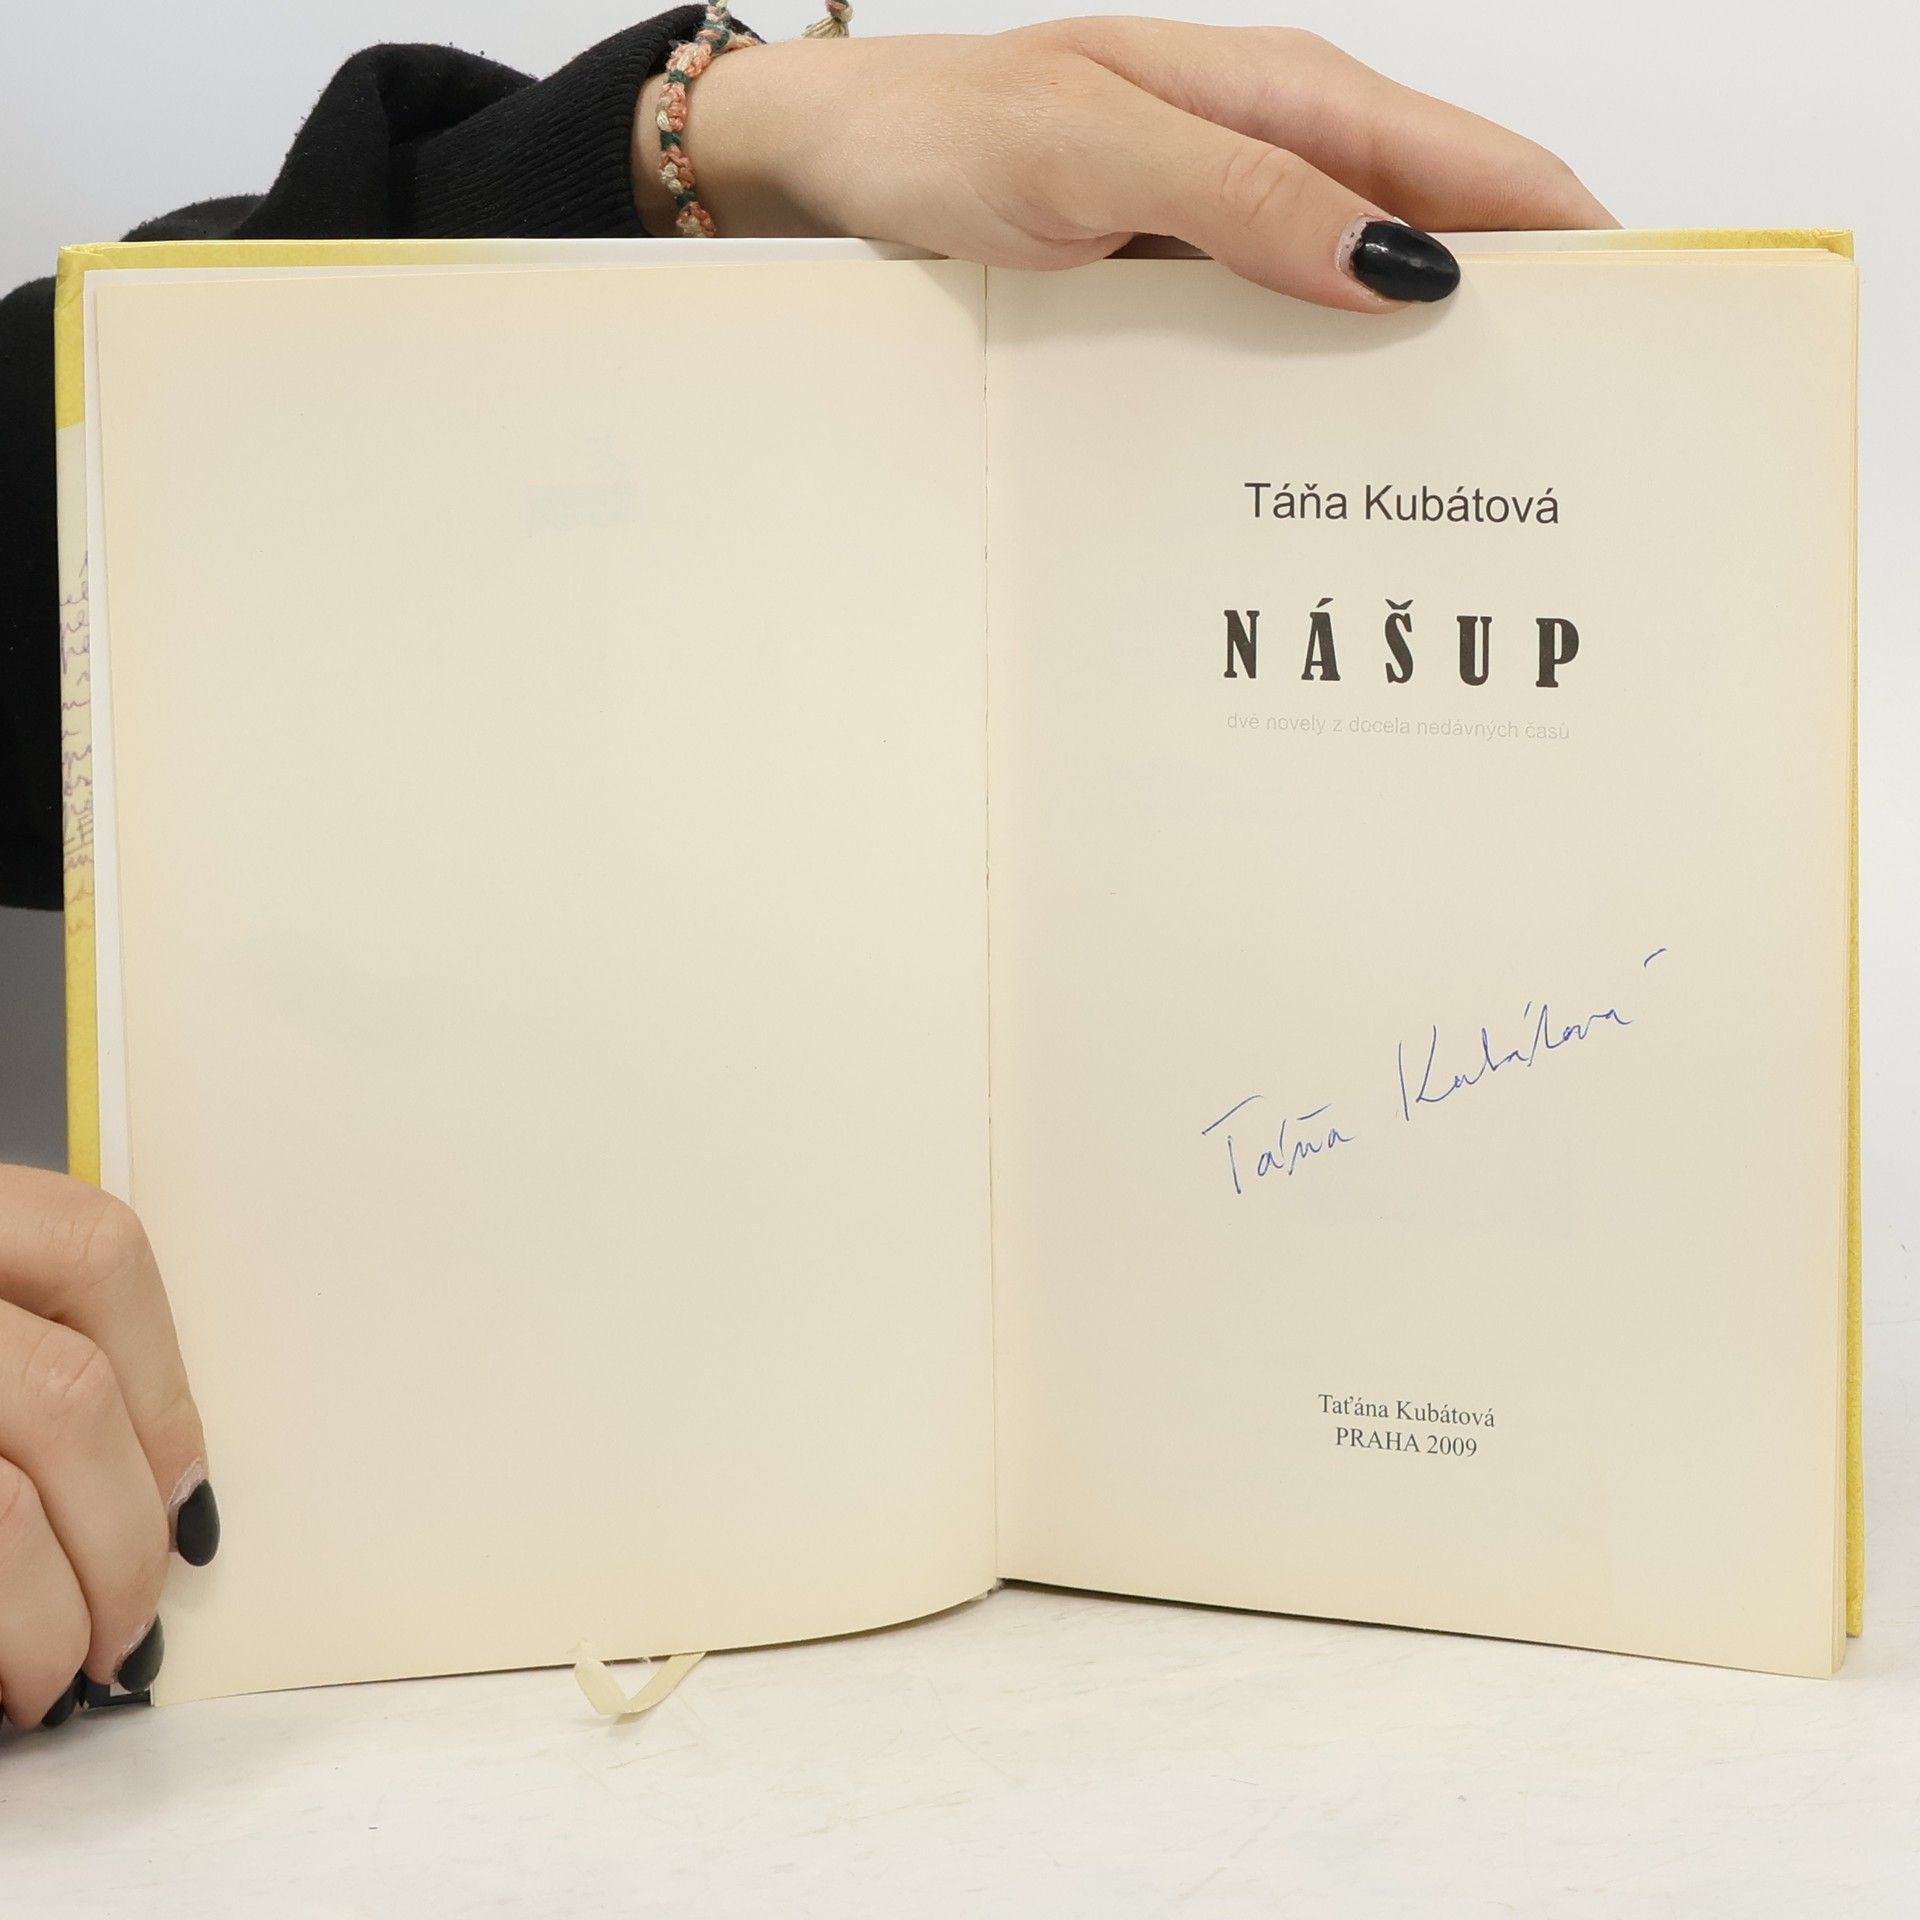 Táňa Kubátová
NÁŠUP
dvě novely z docela nedávných časů
Táňa Kubátová
Taťána Kubátová
PRAHA 2009